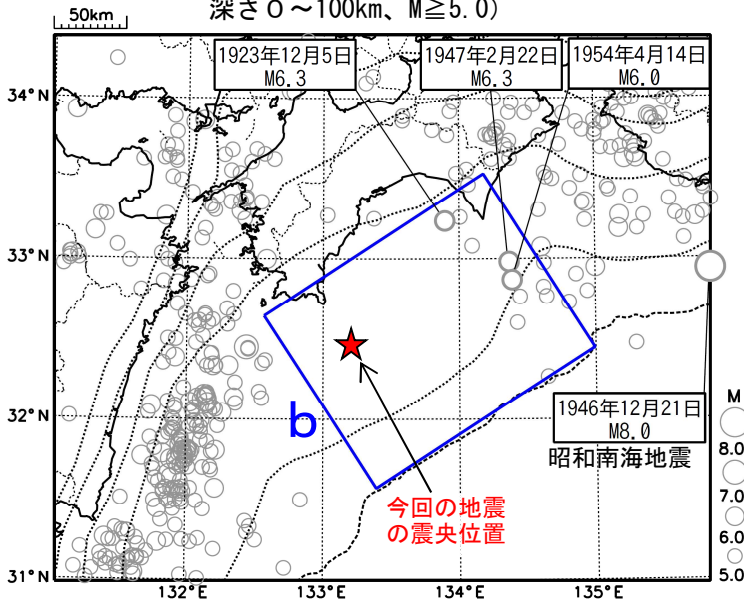 深さ０～100km、M≧5.0)
50km
1923年12月5日
M6.3
1947年2月22日
M6.3
1954年4月14日
M6.0
34°N
33°N
32°N
31°N
b
1946年12月21日
M8.0
昭和南海地震
今回の地震
の震央位置
M
8.0
7.0
6.0
5.0
132°E
133°E
134°E
135°E